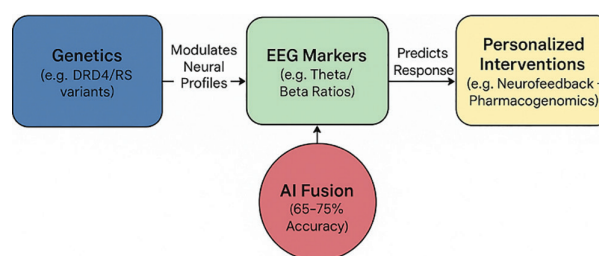 Genetics
(e.g. DRD4/RS
variants)
Modulates
Neural
Profiles
EEG Markers
(e.g. Theta/
Beta Ratios)
Predicts
Response
Personalized
Interventions
(e.g. Neurofeedback -
Pharmacogenomics)
AI Fusion
(65-75%
Accuracy)